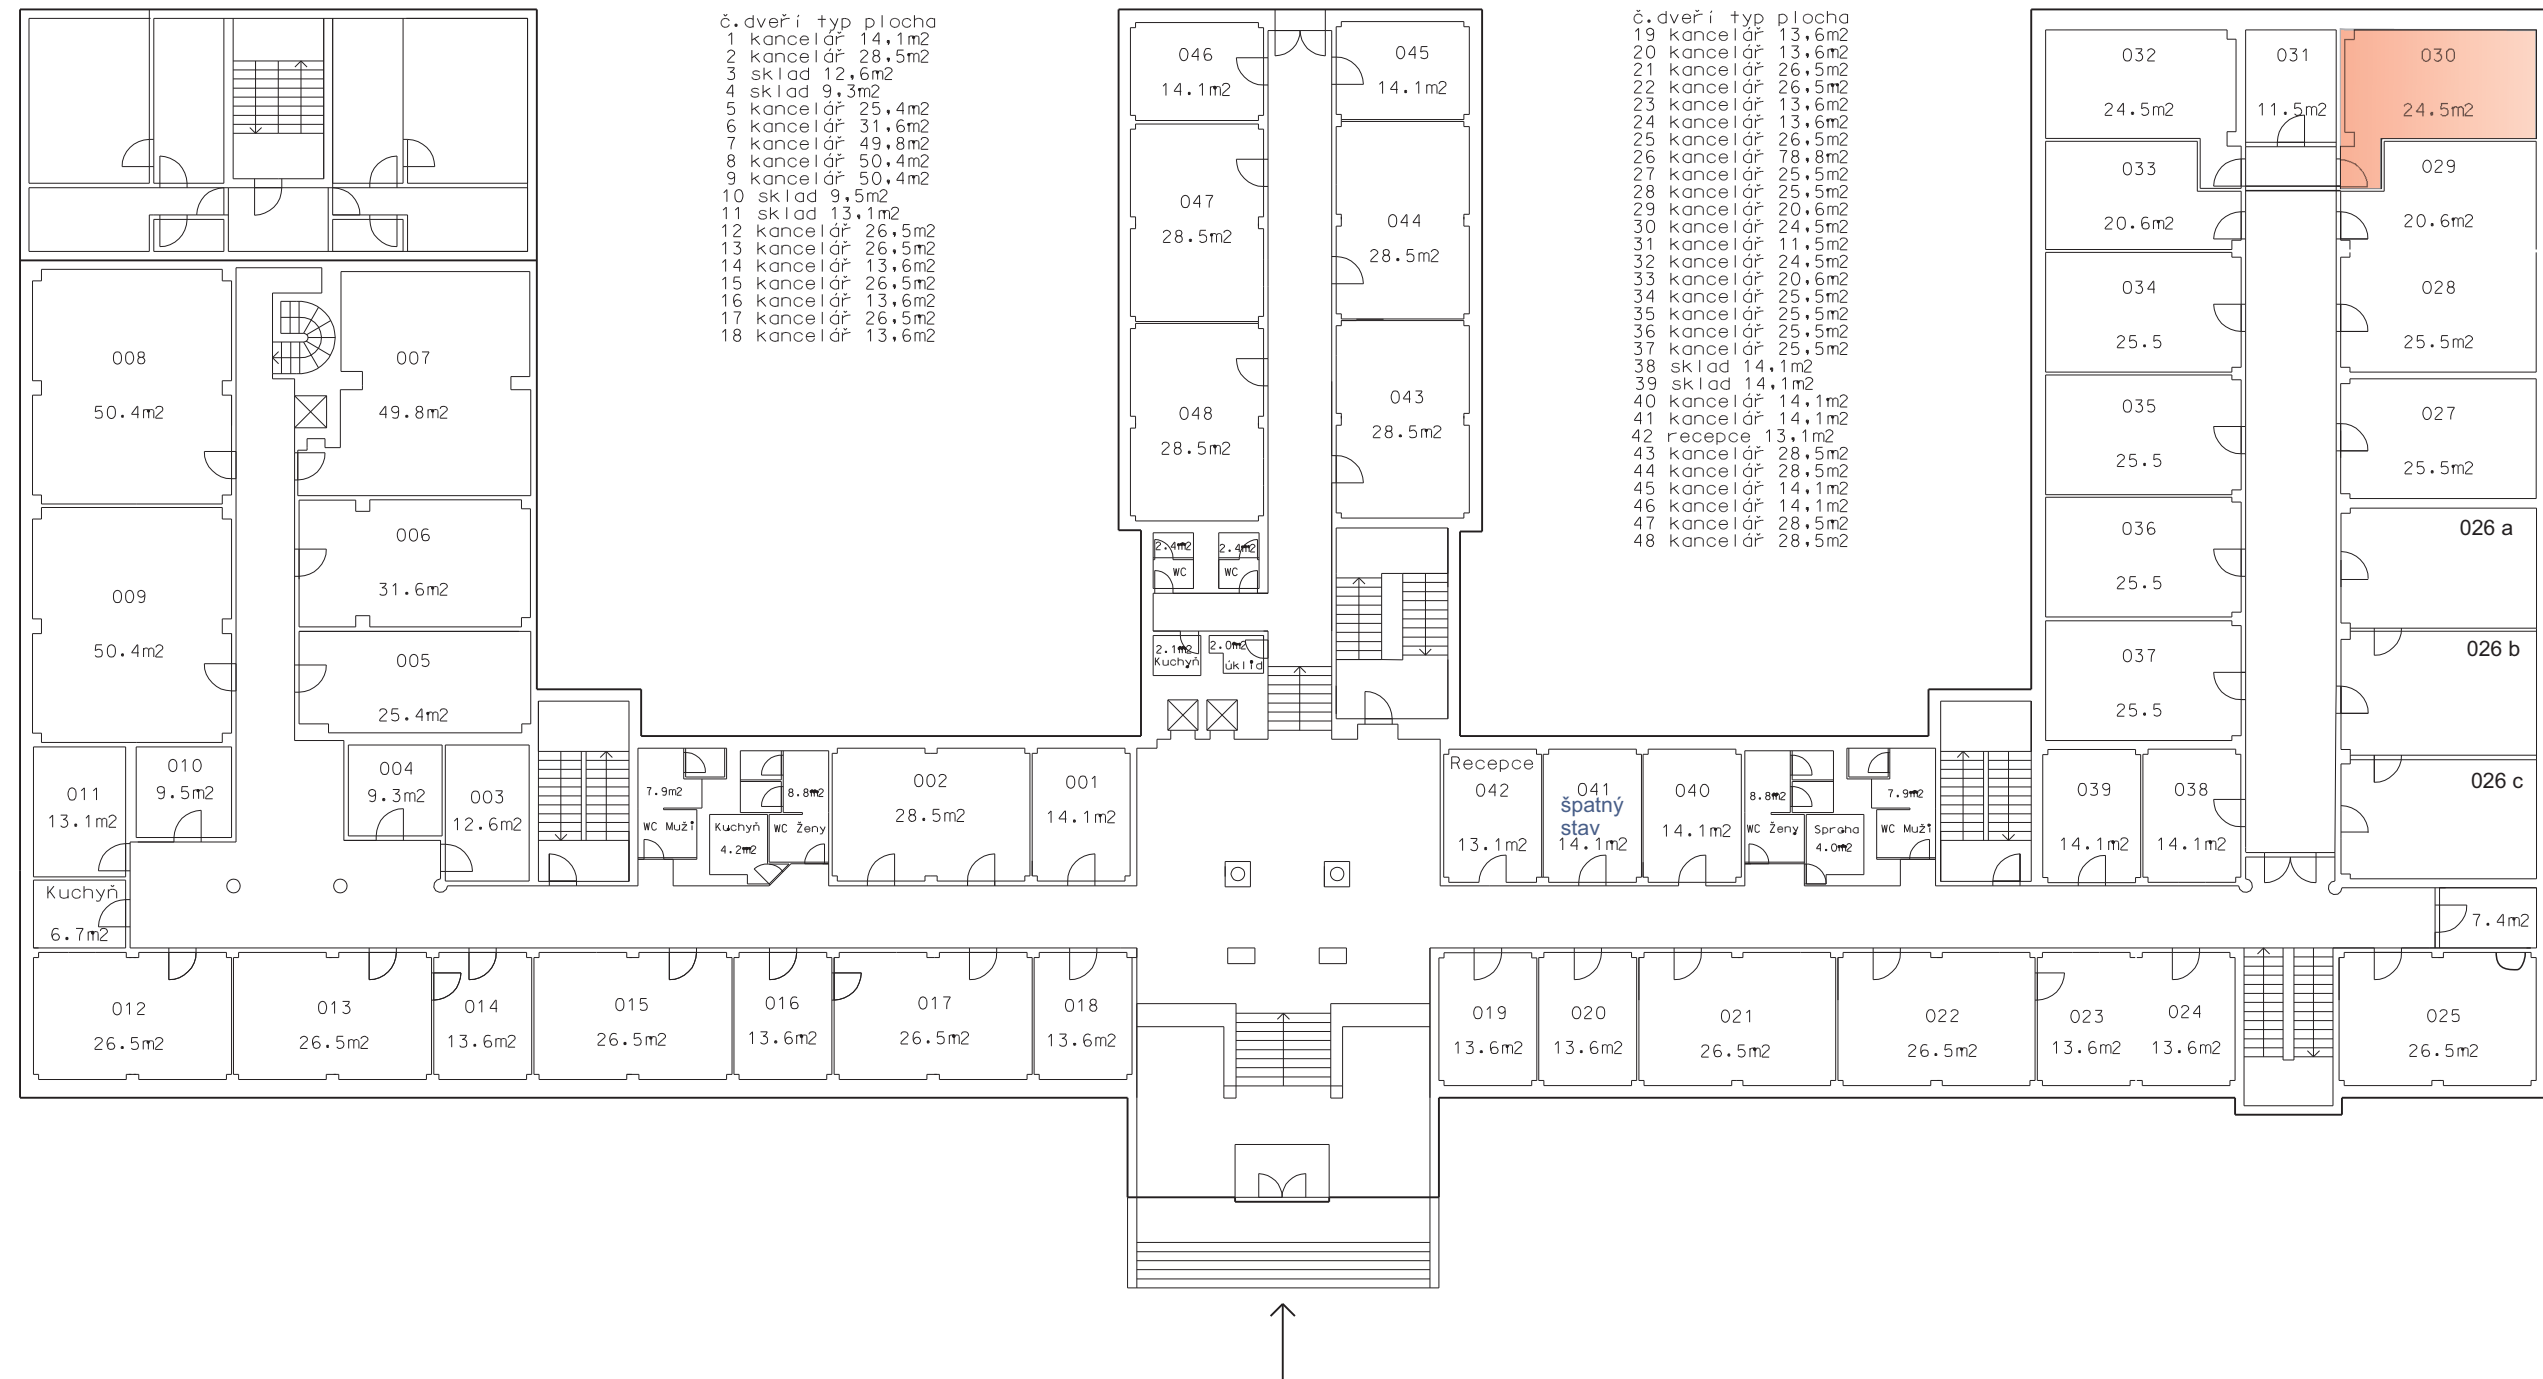 č.dveří typ plocha
1 kancelář 14,1m2
2 kancelář 28,5m2
3 sklad 12,6m2
4 sklad 9,3m2
5 kancelář 25,4m2
6 kancelář 31,6m2
7 kancelář 49,8m2
8 kancelář 50,4m2
9 kancelář 50,4m2
10 sklad 9,5m2
11 sklad 13,1m2
12 kancelář 26,5m2
13 kancelář 26,5m2
14 kancelář 13,6m2
15 kancelář 26,5m2
16 kancelář 13,6m2
17 kancelář 26,5m2
18 kancelář 13,6m2
č.dveří typ plocha
19 kancelář 13,6m2
20 kancelář 13,6m2
21 kancelář 26,5m2
22 kancelář 26,5m2
23 kancelář 13,6m2
24 kancelář 13,6m2
25 kancelář 26,5m2
26 kancelář 78,8m2
27 kancelář 25,5m2
28 kancelář 25,5m2
29 kancelář 20,6m2
30 kancelář 24,5m2
31 kancelář 11,5m2
32 kancelář 24,5m2
33 kancelář 20,6m2
34 kancelář 25,5m2
35 kancelář 25,5m2
36 kancelář 25,5m2
37 kancelář 25,5m2
38 sklad 14,1m2
39 sklad 14,1m2
40 kancelář 14,1m2
41 kancelář 14,1m2
42 recepce 13,1m2
43 kancelář 28,5m2
44 kancelář 28,5m2
45 kancelář 14,1m2
46 kancelář 14,1m2
47 kancelář 28,5m2
48 kancelář 28,5m2
046
14.1m2
045
14.1m2
047
28.5m2
044
28.5m2
048
28.5m2
043
28.5m2
2.4m2
WC
2.4m2
WC
2.1m2
Kuchyň
2.0m2
úklid
032
24.5m2
031
11.5m2
030
24.5m2
033
20.6m2
029
20.6m2
034
25.5
028
25.5m2
035
25.5
027
25.5m2
036
25.5
026 a
037
25.5
026 b
026 c
008
50.4m2
007
49.8m2
006
31.6m2
009
50.4m2
005
25.4m2
011
13.1m2
010
9.5m2
004
9.3m2
003
12.6m2
7.9m2
WC Muži
Kuchyň
4.2m2
8.8m2
WC Ženy
002
28.5m2
001
14.1m2
Recepce
042
13.1m2
041
špatný
stav
14.1m2
040
14.1m2
8.8m2
WC Ženy
Sprcha
4.0m2
7.9m2
WC Muži
039
14.1m2
038
14.1m2
Kuchyň
6.7m2
7.4m2
012
26.5m2
013
26.5m2
014
13.6m2
015
26.5m2
016
13.6m2
017
26.5m2
018
13.6m2
019
13.6m2
020
13.6m2
021
26.5m2
022
26.5m2
023
13.6m2
024
13.6m2
025
26.5m2